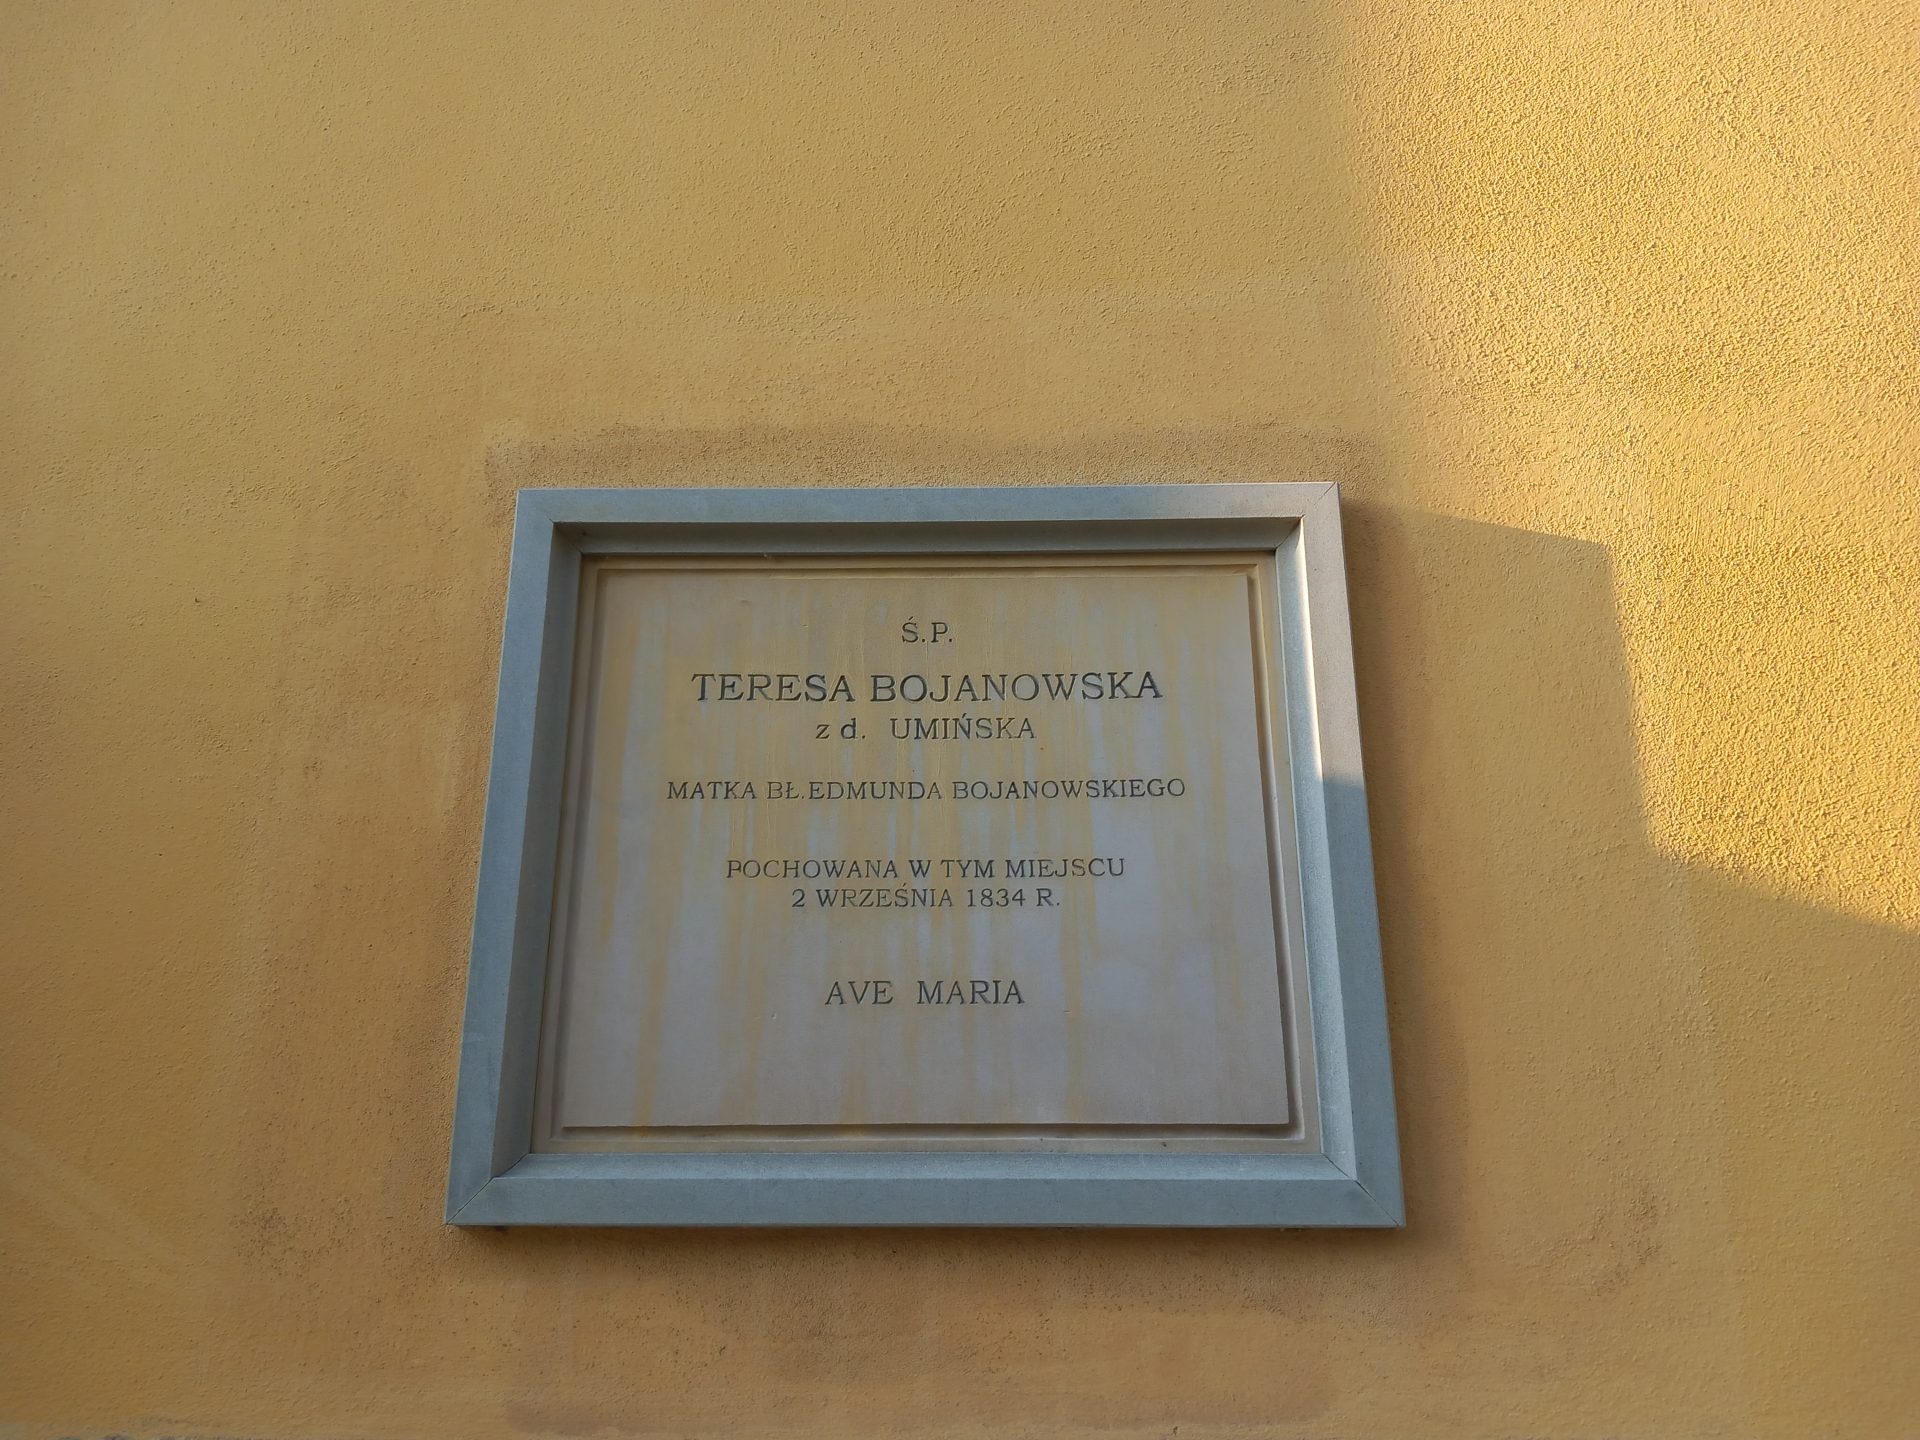 Ś.P.
TERESA BOJANOWSKA
z d. UMIŃSKA
MATKA BŁ.EDMUNDA BOJANOWSKIEGO
POCHOWANA W TYM MIEJSCU
2 WRZEŚNIA 1834 R.
AVE MARIA